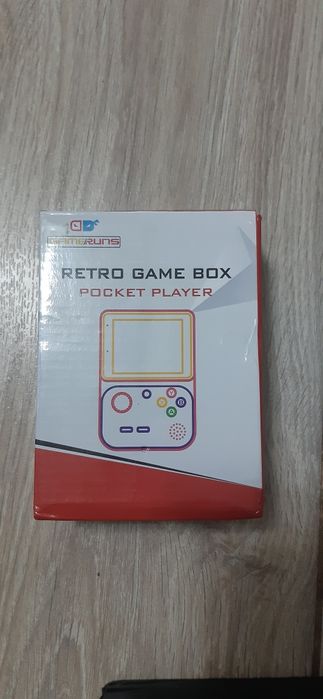 GAMERUNS
RETRO GAME BOX
POCKET PLAYER
Y
A